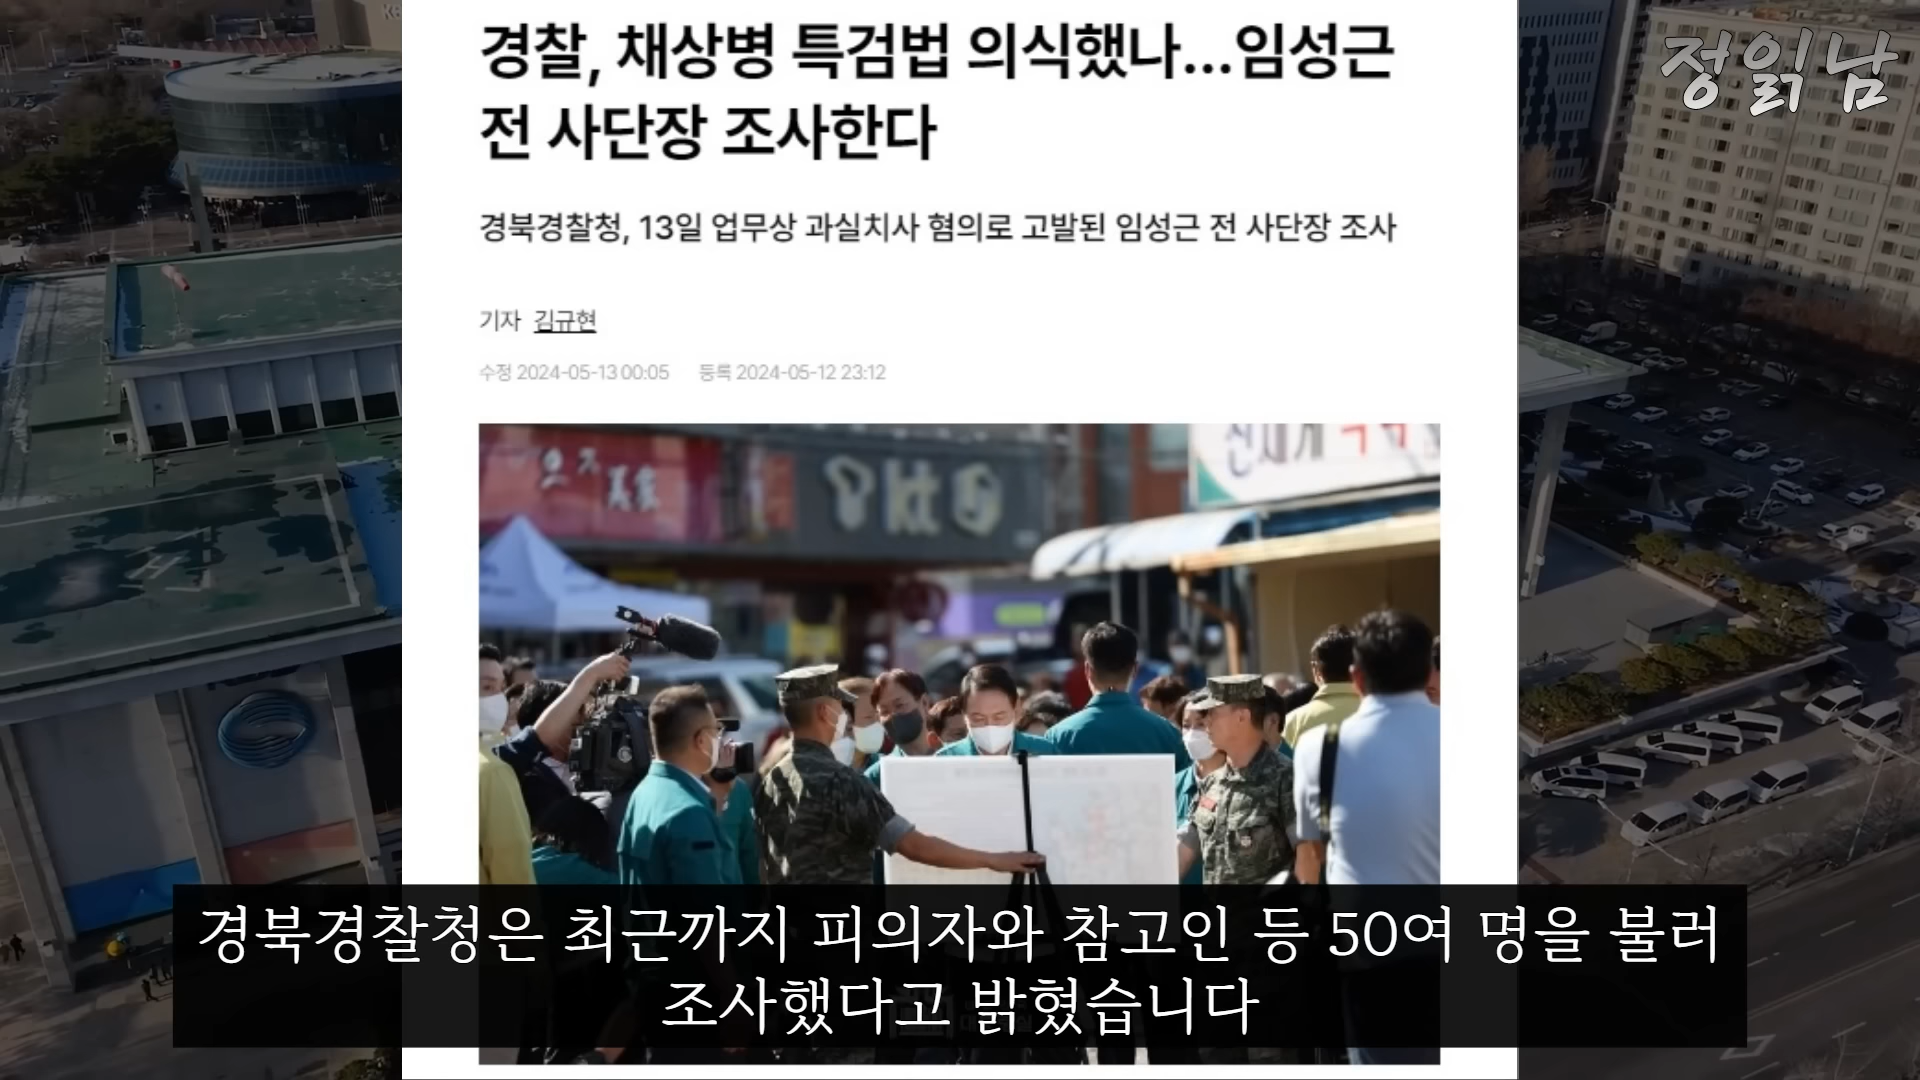 정읽남
경찰, 채상병 특검법 의식했나…임성근
전 사단장 조사한다
경북경찰청, 13일 업무상 과실치사 혐의로 고발된 임성근 전 사단장 조사
기자 김규현
수정 2024-05-13 00:05 등록 2024-05-12 23:12
kt
경북경찰청은 최근까지 피의자와 참고인 등 50여 명을 불러
조사했다고 밝혔습니다